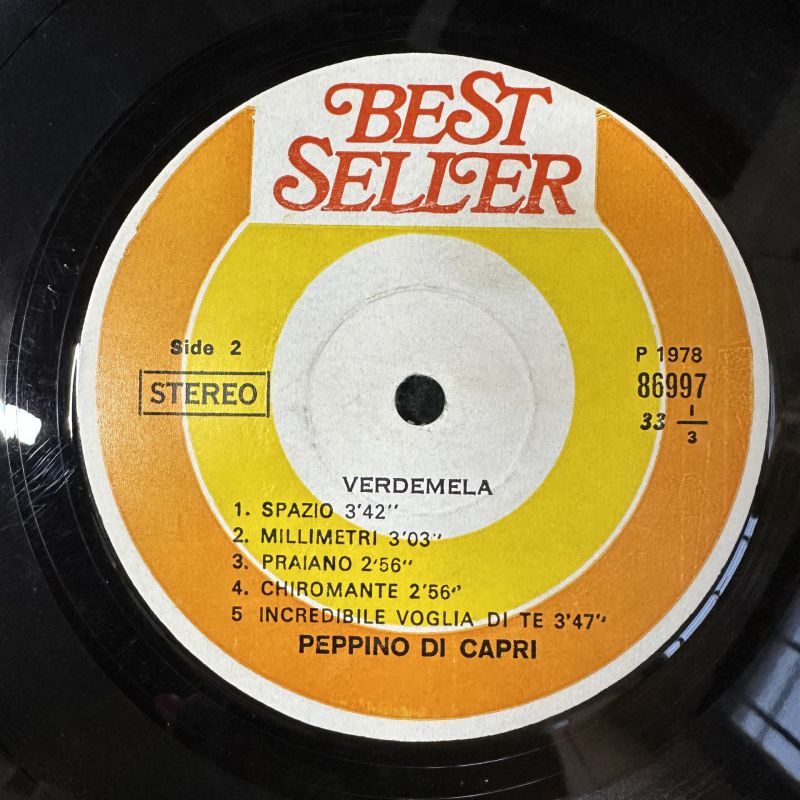 BEST
SELLER
Side 2
STEREO
P 1978
86997
33 1/3
VERDEMELA
1. SPAZIO 3'42"
2. MILLIMETRI 3'03"
3. PRAIANO 2'56"
4. CHIROMANTE 2'56"
5 INCREDIBILE VOGLIA DI TE 3'47"
PEPPINO DI CAPRI